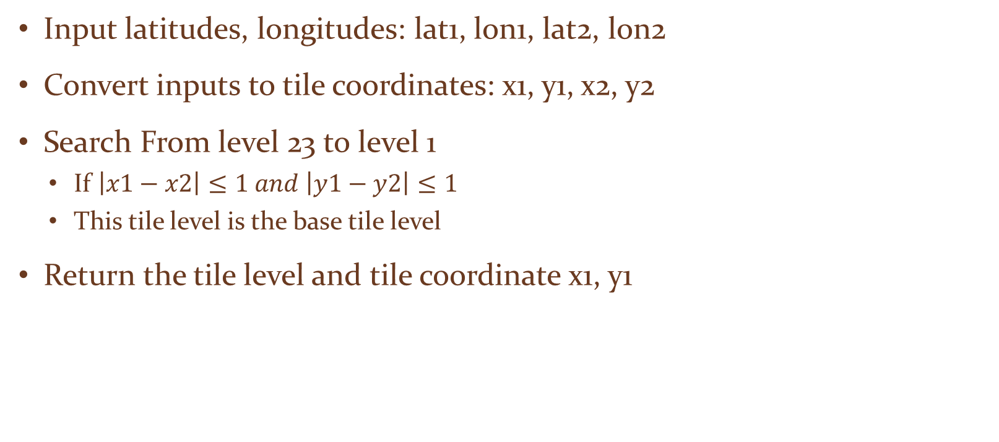 • Input latitudes, longitudes: lat1, lon1, lat2, lon2
• Convert inputs to tile coordinates: x1, y1, x2, y2
• Search From level 23 to level 1
• If |x1 − x2| ≤ 1 and |y1 − y2| ≤ 1
• This tile level is the base tile level
• Return the tile level and tile coordinate x1, y1